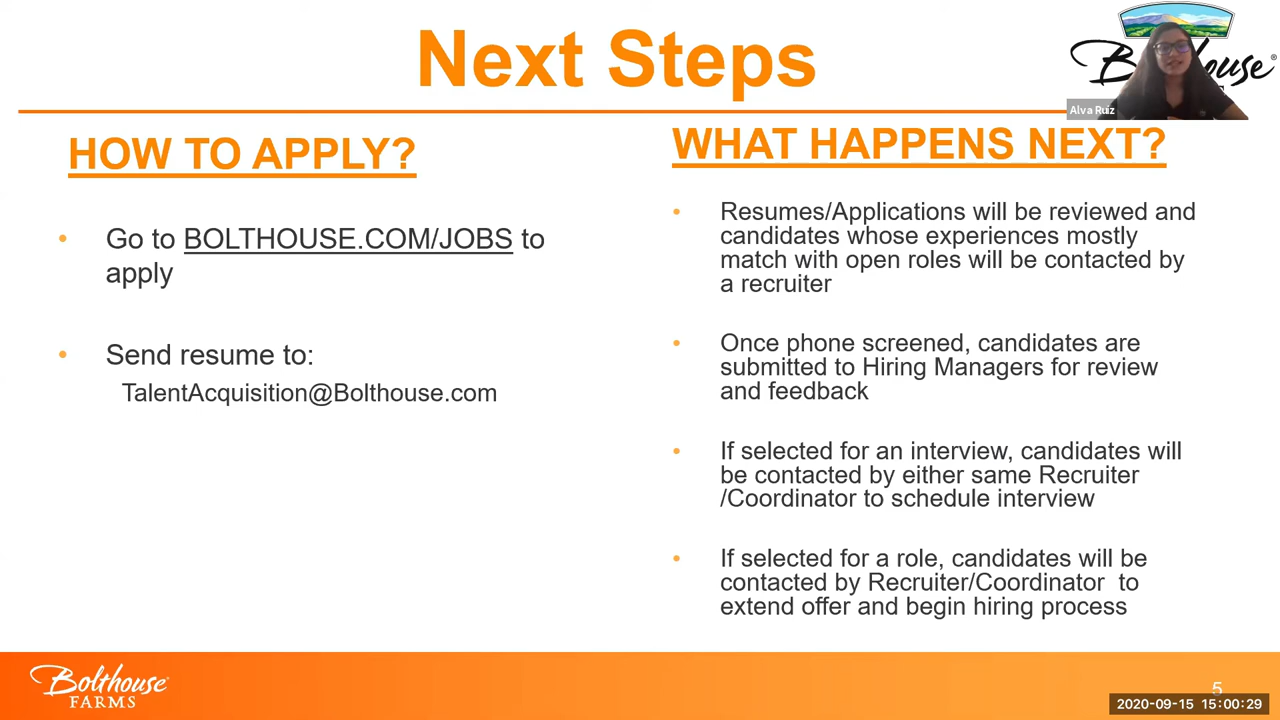 Next Steps
Bolthouse
Alva Ruiz
HOW TO APPLY?
Go to BOLTHOUSE.COM/JOBS to
apply
Send resume to:
TalentAcquisition@Bolthouse.com
WHAT HAPPENS NEXT?
Resumes/Applications will be reviewed and
candidates whose experiences mostly
match with open roles will be contacted by
a recruiter
Once phone screened, candidates are
submitted to Hiring Managers for review
and feedback
If selected for an interview, candidates will
be contacted by either same Recruiter
/Coordinator to schedule interview
If selected for a role, candidates will be
contacted by Recruiter/Coordinator to
extend offer and begin hiring process
Bolthouse
FARMS
5
2020-09-15 15:00:29